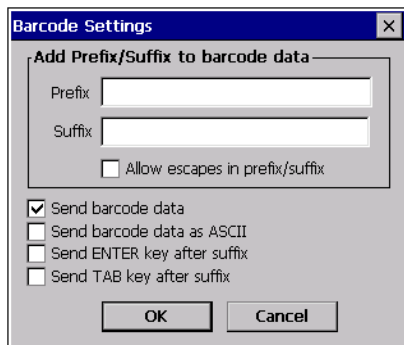 Barcode Settings
Add Prefix/Suffix to barcode data
Prefix
Suffix
Allow escapes in prefix/suffix
Send barcode data
Send barcode data as ASCII
Send ENTER key after suffix
Send TAB key after suffix
OK Cancel